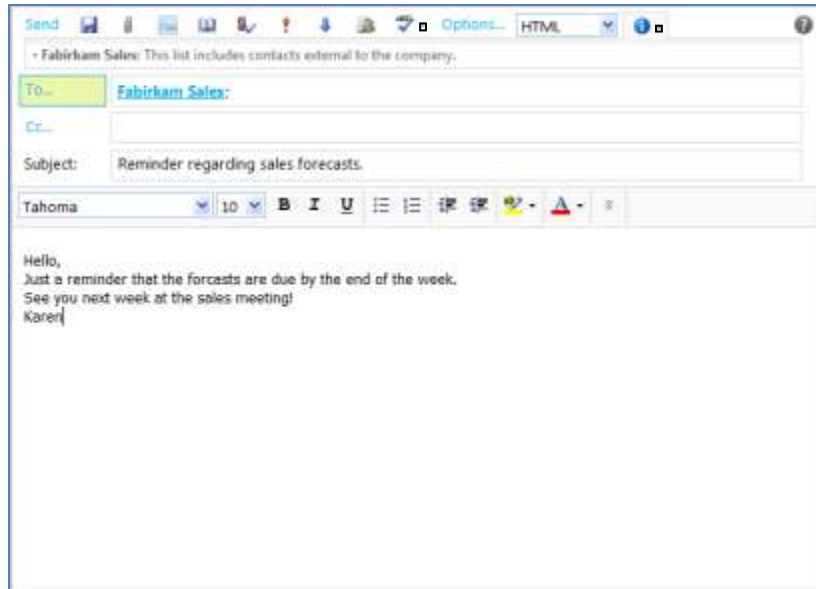 Send Options... HTML
- Fabirkam Sales: This list includes contacts external to the company.
To... Fabirkam Sales;
Cc...
Subject: Reminder regarding sales forecasts.
Tahoma 10 B I U A
Hello,
Just a reminder that the forcasts are due by the end of the week.
See you next week at the sales meeting!
Karen